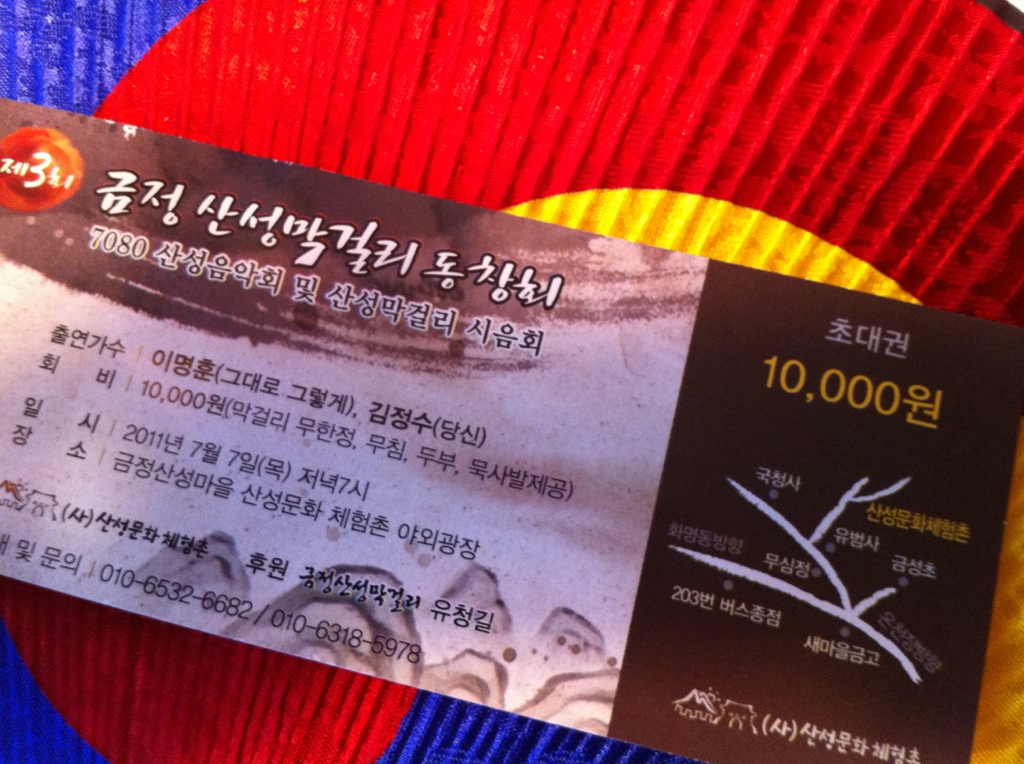 제3회
금정 산성막걸리 동창회
7080 산성음악회 및 산성막걸리 시음회
출연가수 | 이명훈(그대로 그렇게), 김정수(당신)
회 비 | 10,000원(막걸리 무한정, 무침, 두부, 묵사발제공)
일 시 | 2011년 7월 7일(목) 저녁7시
장 소 | 금정산성마을 산성문화 체험촌 야외광장
(사)산성문화 체험촌 후원 금정산성막걸리 유청길
및 문의 | 010-6532-6682 / 010-6318-5978
초대권
10,000원
국청사
산성문화체험촌
화명동방향
유범사
무심정
금성초
203번 버스종점
온천장방향
새마을금고
(사)산성문화 체험촌